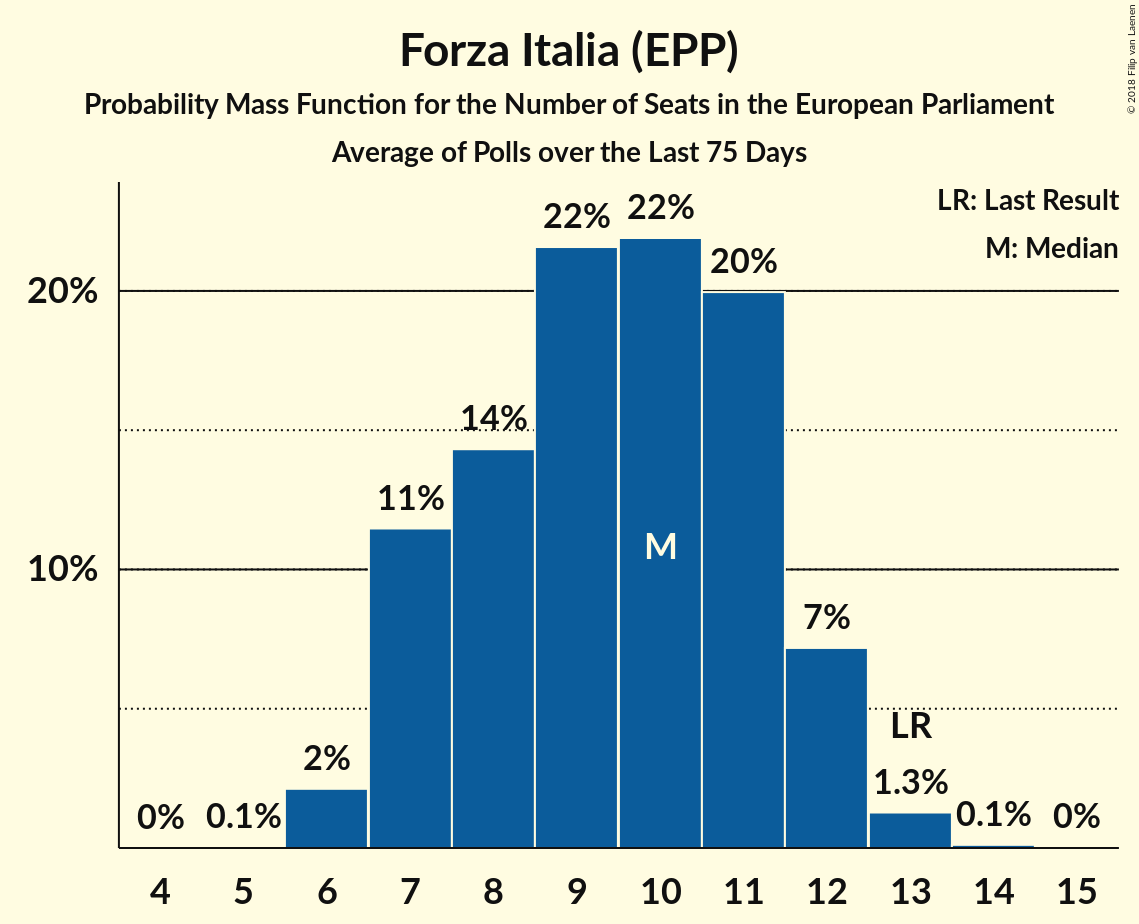 Forza Italia (EPP)
Probability Mass Function for the Number of Seats in the European Parliament
Average of Polls over the Last 75 Days
© 2018 Filip van Laenen
LR: Last Result
M: Median
20%
10%
0%
0.1%
2%
11%
14%
22%
22%
20%
7%
1.3%
0.1%
0%
M
LR
4 5 6 7 8 9 10 11 12 13 14 15